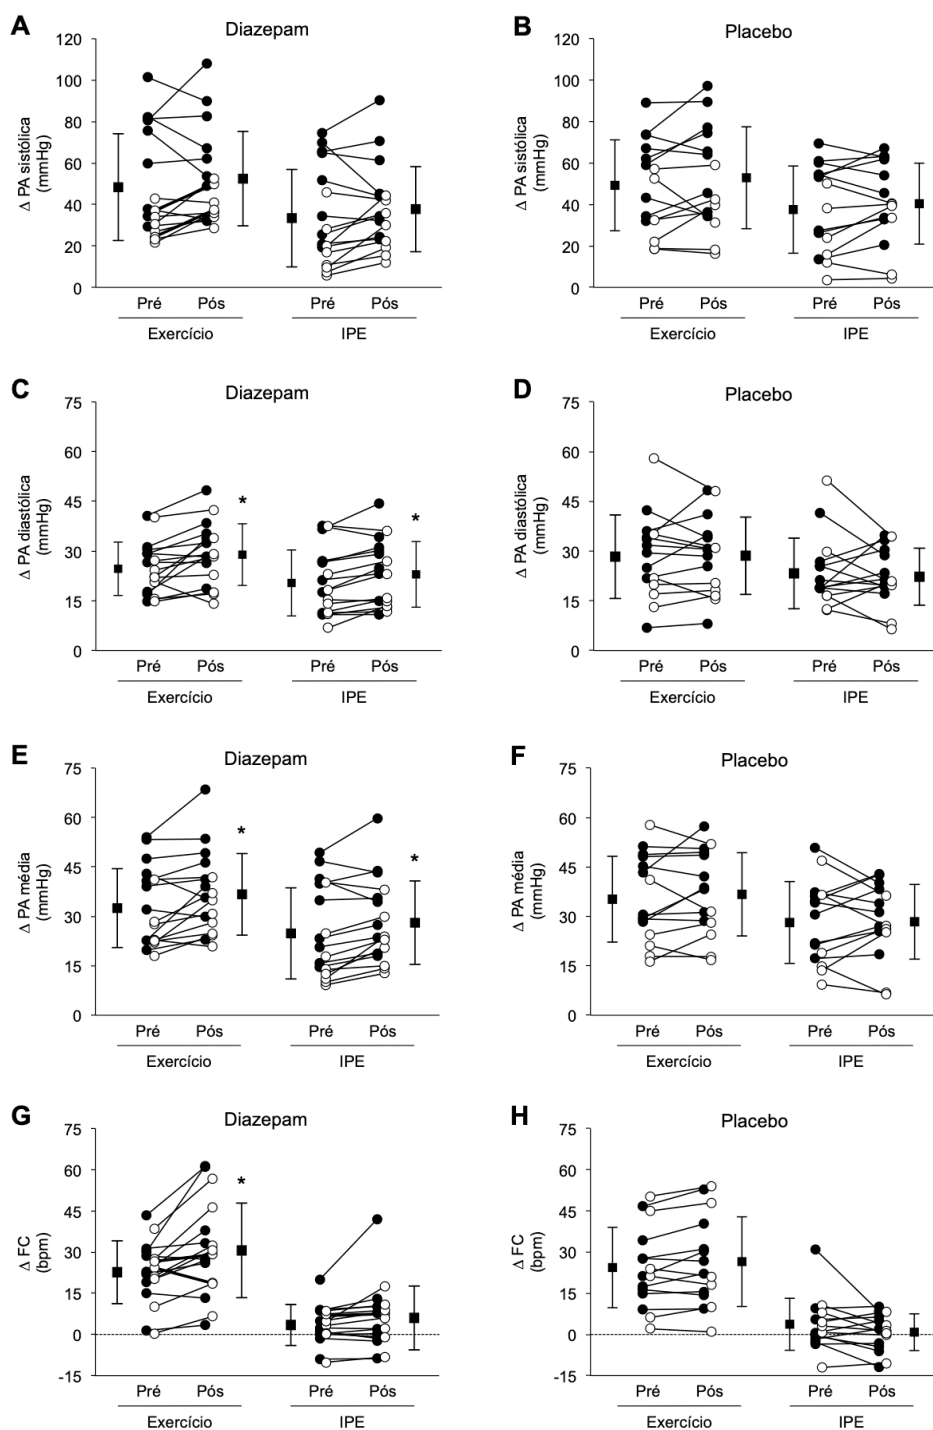 A
Diazepam
Δ PA sistólica
(mmHg)
120
100
80
60
40
20
0
Pré
Pós
Pré
Pós
Exercício
IPE
B
Placebo
Δ PA sistólica
(mmHg)
120
100
80
60
40
20
0
Pré
Pós
Pré
Pós
Exercício
IPE
C
Diazepam
Δ PA diastólica
(mmHg)
75
60
45
30
15
0
*
*
Pré
Pós
Pré
Pós
Exercício
IPE
D
Placebo
Δ PA diastólica
(mmHg)
75
60
45
30
15
0
Pré
Pós
Pré
Pós
Exercício
IPE
E
Diazepam
Δ PA média
(mmHg)
75
60
45
30
15
0
*
*
Pré
Pós
Pré
Pós
Exercício
IPE
F
Placebo
Δ PA média
(mmHg)
75
60
45
30
15
0
Pré
Pós
Pré
Pós
Exercício
IPE
G
Diazepam
Δ FC
(bpm)
75
60
45
30
15
0
-15
*
Pré
Pós
Pré
Pós
Exercício
IPE
H
Placebo
Δ FC
(bpm)
75
60
45
30
15
0
-15
Pré
Pós
Pré
Pós
Exercício
IPE